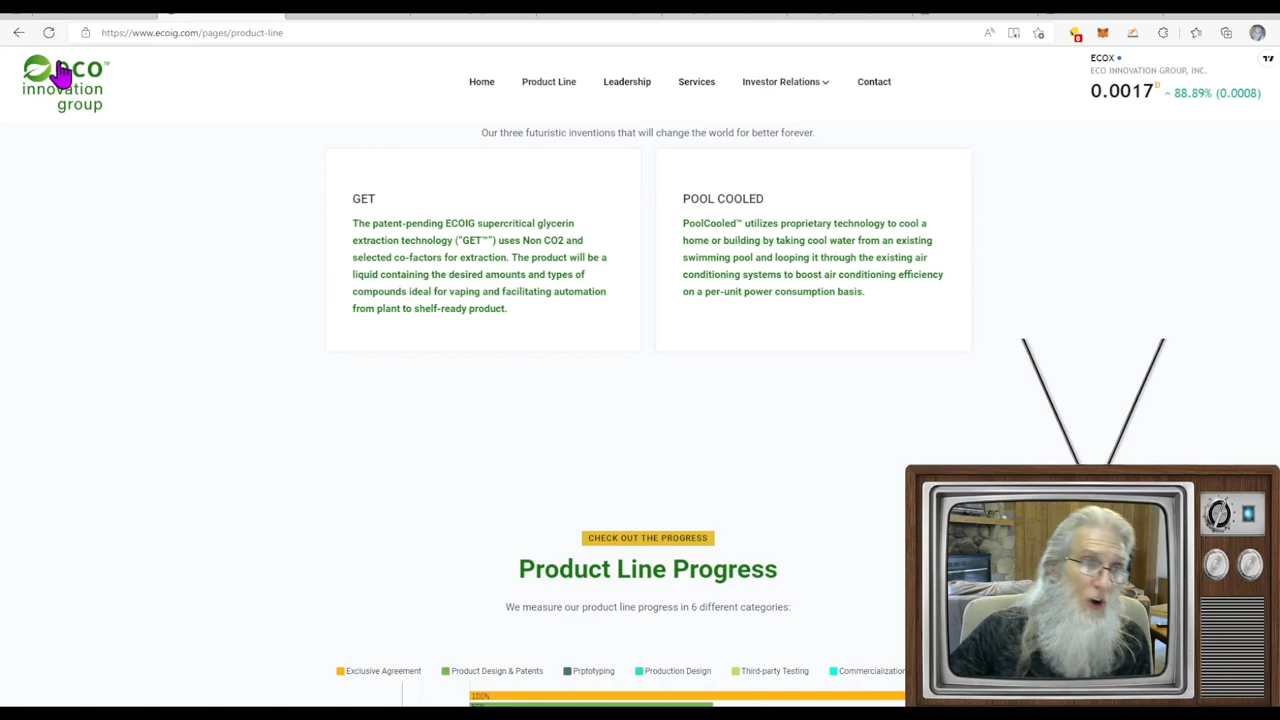 https://www.ecoig.com/pages/product-line
eco™
innovation
group
Home
Product Line
Leadership
Services
Investor Relations
Contact
ECOX
ECO INNOVATION GROUP, INC.
0.0017 D 88.89% (0.0008)
Our three futuristic inventions that will change the world for better forever.
GET
The patent-pending ECOIG supercritical glycerin
extraction technology ("GET™") uses Non CO2 and
selected co-factors for extraction. The product will be a
liquid containing the desired amounts and types of
compounds ideal for vaping and facilitating automation
from plant to shelf-ready product.
POOL COOLED
PoolCooled™ utilizes proprietary technology to cool a
home or building by taking cool water from an existing
swimming pool and looping it through the existing air
conditioning systems to boost air conditioning efficiency
on a per-unit power consumption basis.
CHECK OUT THE PROGRESS
Product Line Progress
We measure our product line progress in 6 different categories:
Exclusive Agreement
Product Design & Patents
Prptotyping
Production Design
Third-party Testing
Commercialization
100%